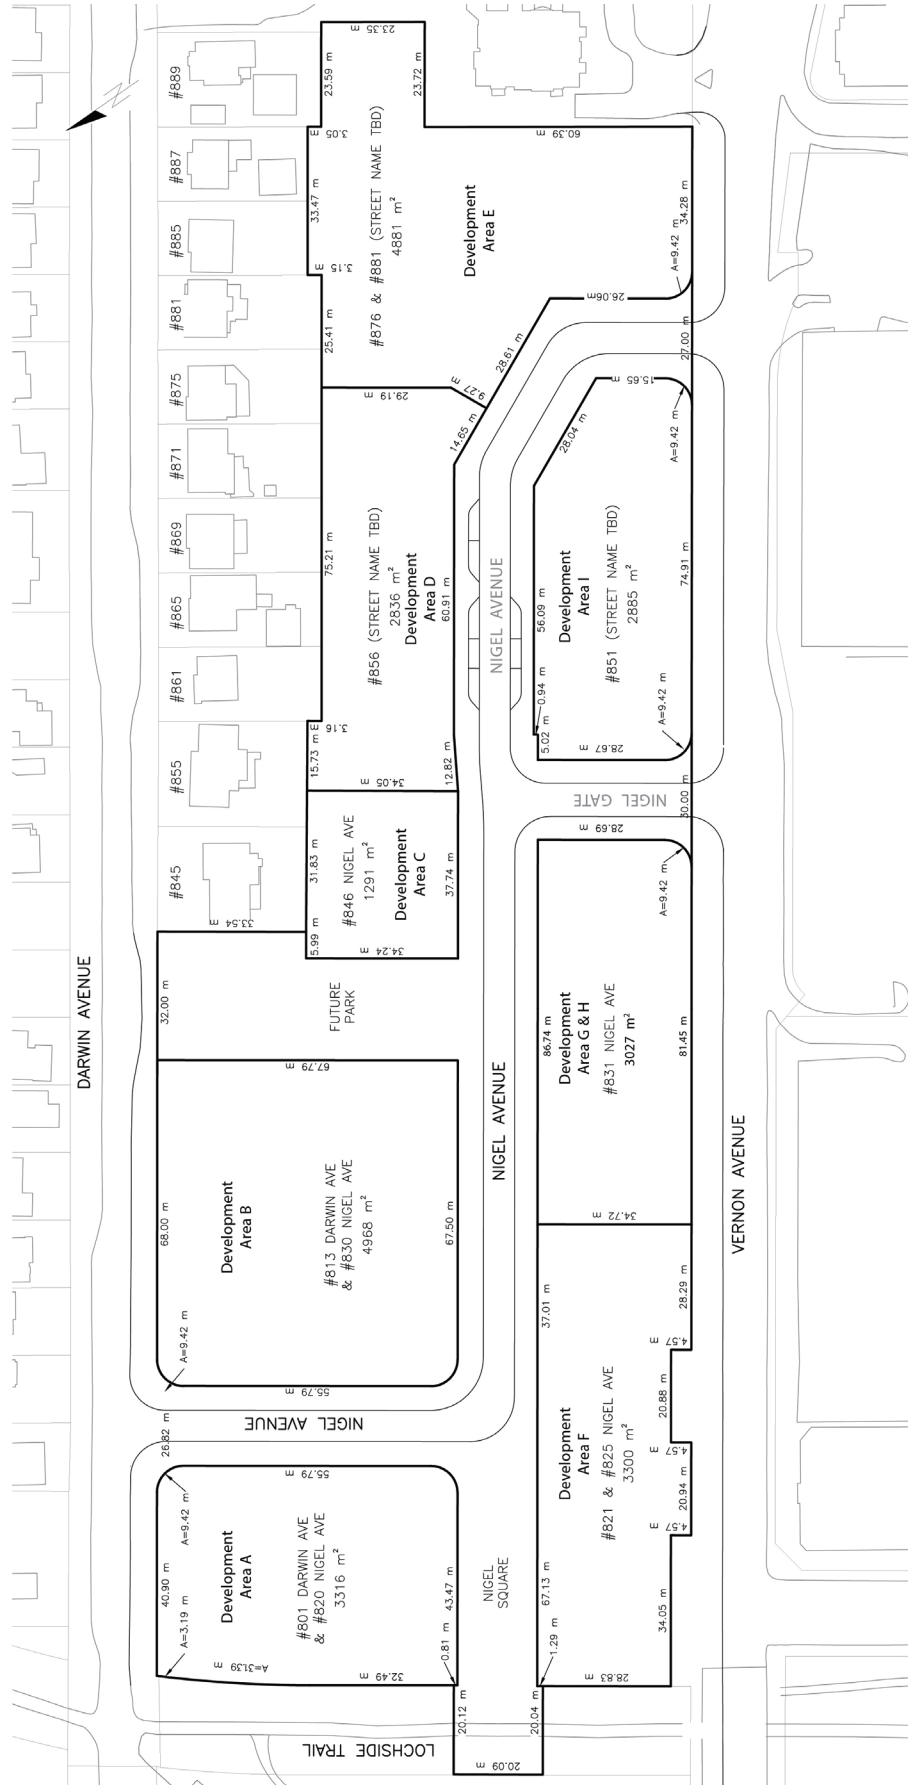 23.35 m
23.59 m
23.72 m
#889
3.05 m
60.39 m
#887
33.47 m
#876 & #881 (STREET NAME TBD)
4881 m²
Development
Area E
34.28 m
A=9.42 m
#885
3.15 m
26.06m
#881
25.41 m
28.61 m
27.00 m
#875
29.19 m
9.27 m
15.65 m
A=9.42 m
14.65 m
28.04 m
#871
#869
75.21 m
#856 (STREET NAME TBD)
2836 m²
Development
Area D
60.91 m
NIGEL AVENUE
56.09 m
Development
Area I
#851 (STREET NAME TBD)
2885 m²
74.91 m
#865
#861
0.94 m
A=9.42 m
3.16 m
#855
15.73 m
34.05 m
12.82 m
5.02 m
28.67 m
NIGEL GATE
30.00 m
28.69 m
#845
31.83 m
#846 NIGEL AVE
1291 m²
Development
Area C
37.74 m
A=9.42 m
33.54 m
5.99 m
34.24 m
DARWIN AVENUE
32.00 m
FUTURE
PARK
86.74 m
Development
Area G & H
#831 NIGEL AVE
3027 m²
81.45 m
67.79 m
NIGEL AVENUE
VERNON AVENUE
68.00 m
Development
Area B
#813 DARWIN AVE
& #830 NIGEL AVE
4968 m²
67.50 m
34.72 m
37.01 m
28.29 m
A=9.42 m
4.57 m
55.79 m
20.88 m
NIGEL AVENUE
26.82 m
Development
Area F
#821 & #825 NIGEL AVE
3300 m²
4.57 m
55.79 m
20.94 m
A=9.42 m
4.57 m
40.90 m
Development
Area A
#801 DARWIN AVE
& #820 NIGEL AVE
3316 m²
43.47 m
NIGEL
SQUARE
67.13 m
34.05 m
A=3.19 m
0.81 m
1.29 m
A=31.39 m
32.49 m
28.83 m
20.12 m
20.04 m
LOCHSIDE TRAIL
20.09 m